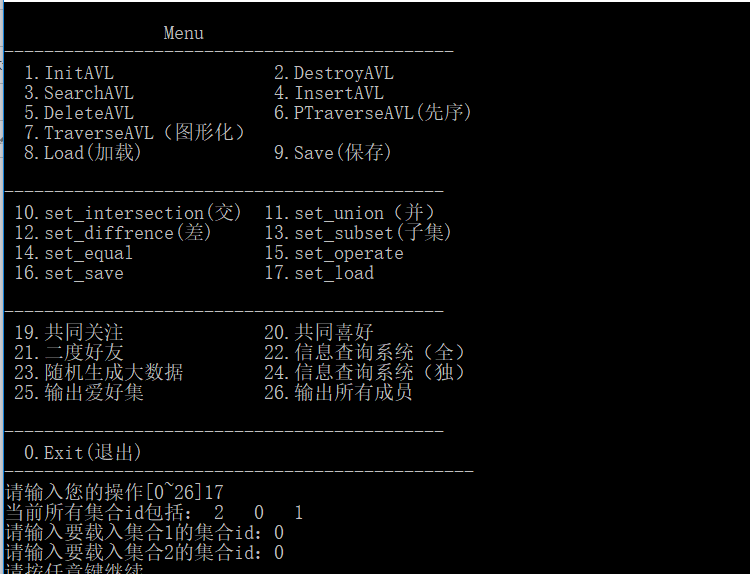 Menu
--------------------------------------------
1.InitAVL 2.DestroyAVL
3.SearchAVL 4.InsertAVL
5.DeleteAVL 6.PTraverseAVL(先序)
7.TraverseAVL（图形化）
8.Load(加载) 9.Save(保存)
--------------------------------------------
10.set_intersection(交) 11.set_union（并）
12.set_diffrence(差) 13.set_subset(子集)
14.set_equal 15.set_operate
16.set_save 17.set_load
--------------------------------------------
19.共同关注 20.共同喜好
21.二度好友 22.信息查询系统（全）
23.随机生成大数据 24.信息查询系统（独）
25.输出爱好集 26.输出所有成员
--------------------------------------------
0.Exit(退出)
-----------------------------------------------
请输入您的操作[0~26]17
当前所有集合id包括： 2 0 1
请输入要载入集合1的集合id：0
请输入要载入集合2的集合id：0
请按任意键继续